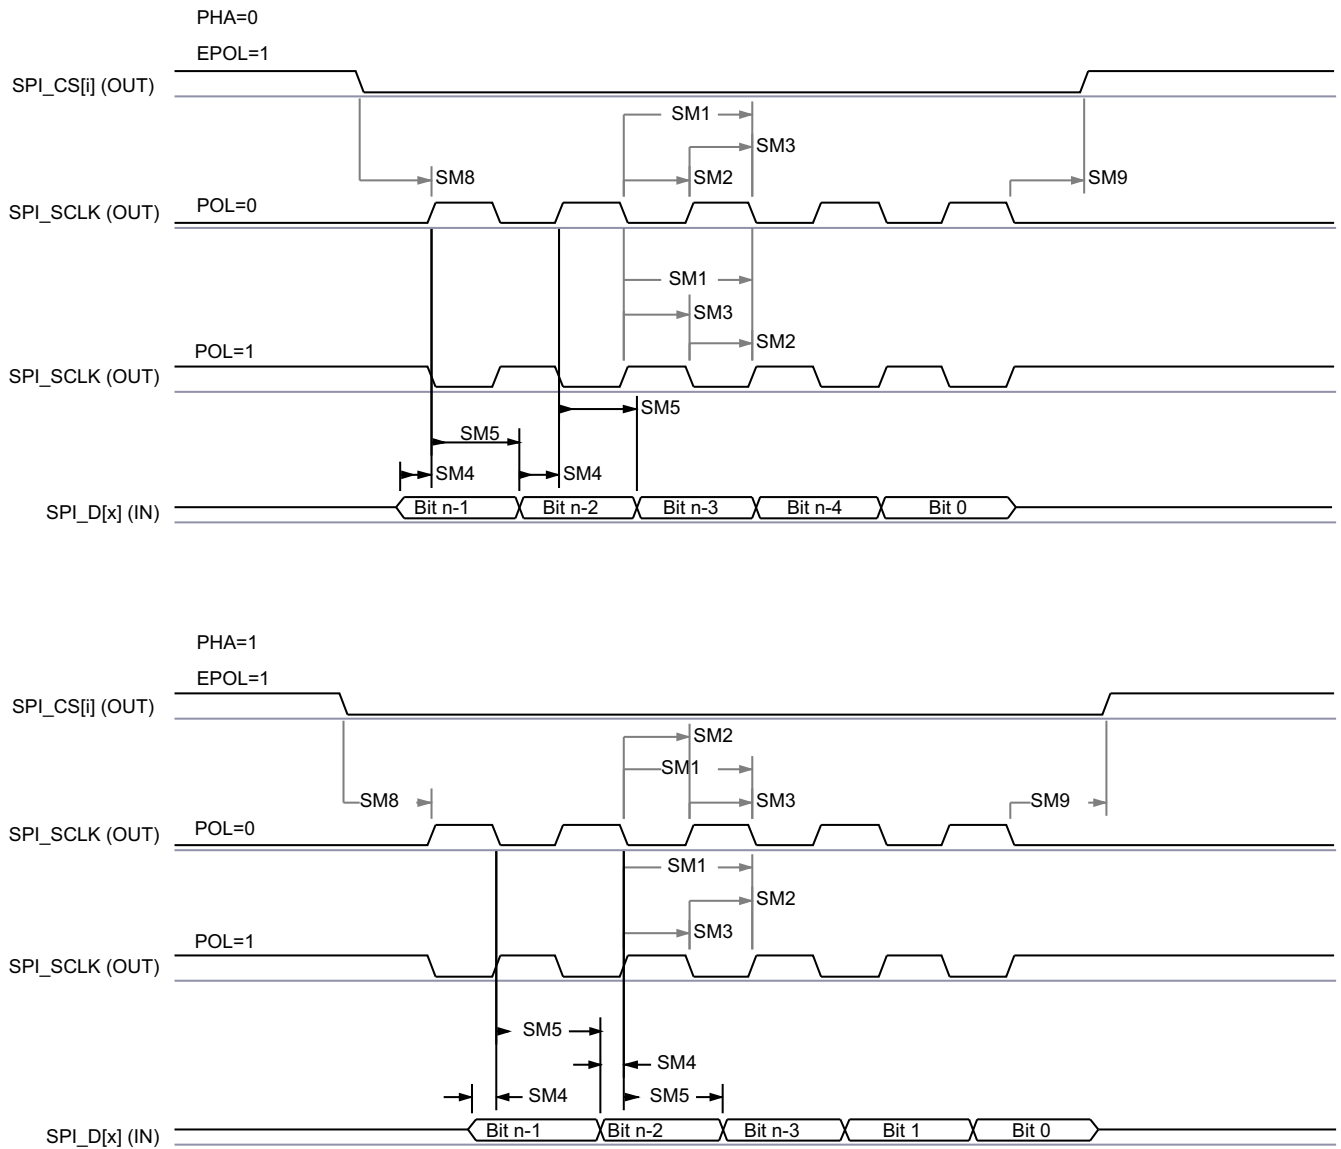 PHA=0
EPOL=1
SPI_CS[i] (OUT)
SM1
SM3
SM8
SM2
SM9
SPI_SCLK (OUT)
POL=0
SM1
SM3
SM2
POL=1
SPI_SCLK (OUT)
SM5
SM5
SM4
SM4
SPI_D[x] (IN)
Bit n-1
Bit n-2
Bit n-3
Bit n-4
Bit 0
PHA=1
EPOL=1
SPI_CS[i] (OUT)
SM2
SM1
SM8
SM3
SM9
SPI_SCLK (OUT)
POL=0
SM1
SM2
SM3
POL=1
SPI_SCLK (OUT)
SM5
SM4
SM4
SM5
SPI_D[x] (IN)
Bit n-1
Bit n-2
Bit n-3
Bit 1
Bit 0